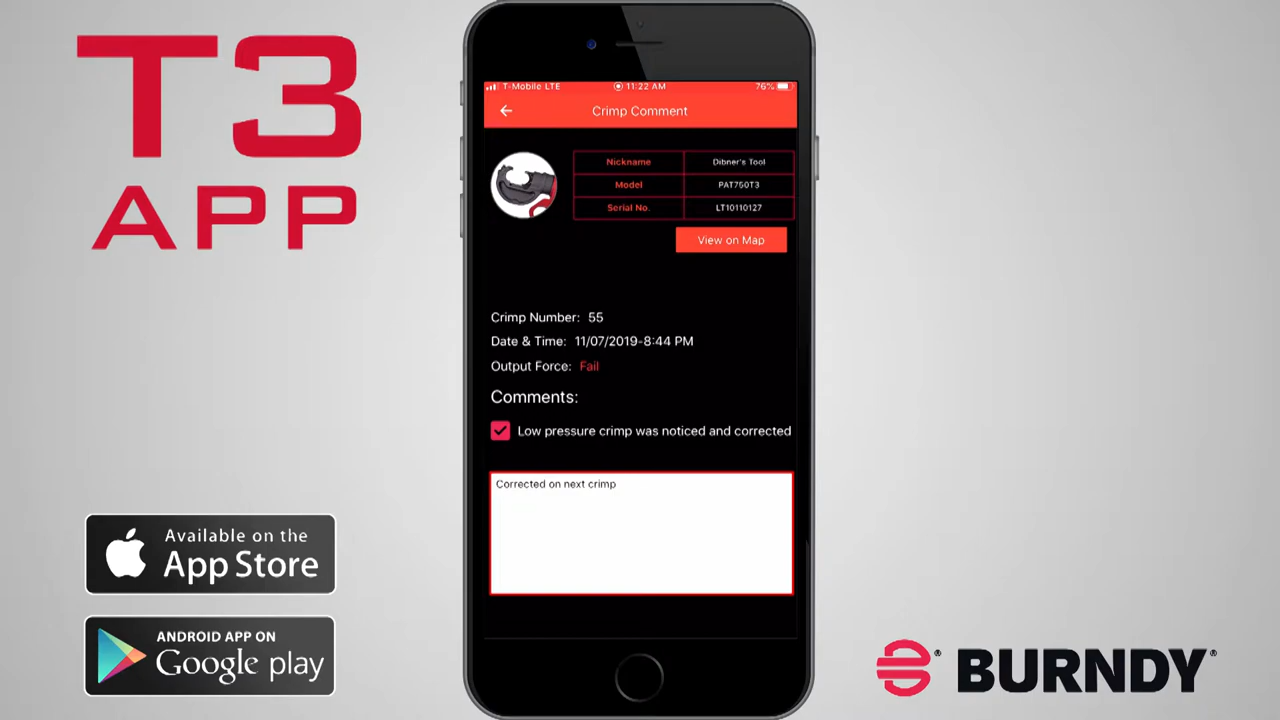 T3
APP
T-Mobile LTE 11:22 AM 76%
Crimp Comment
Nickname Dibner's Tool
Model PAT750T3
Serial No. LT10110127
View on Map
Crimp Number: 55
Date & Time: 11/07/2019-8:44 PM
Output Force: Fail
Comments:
Low pressure crimp was noticed and corrected
Corrected on next crimp
Available on the
App Store
ANDROID APP ON
Google play
® BURNDY®